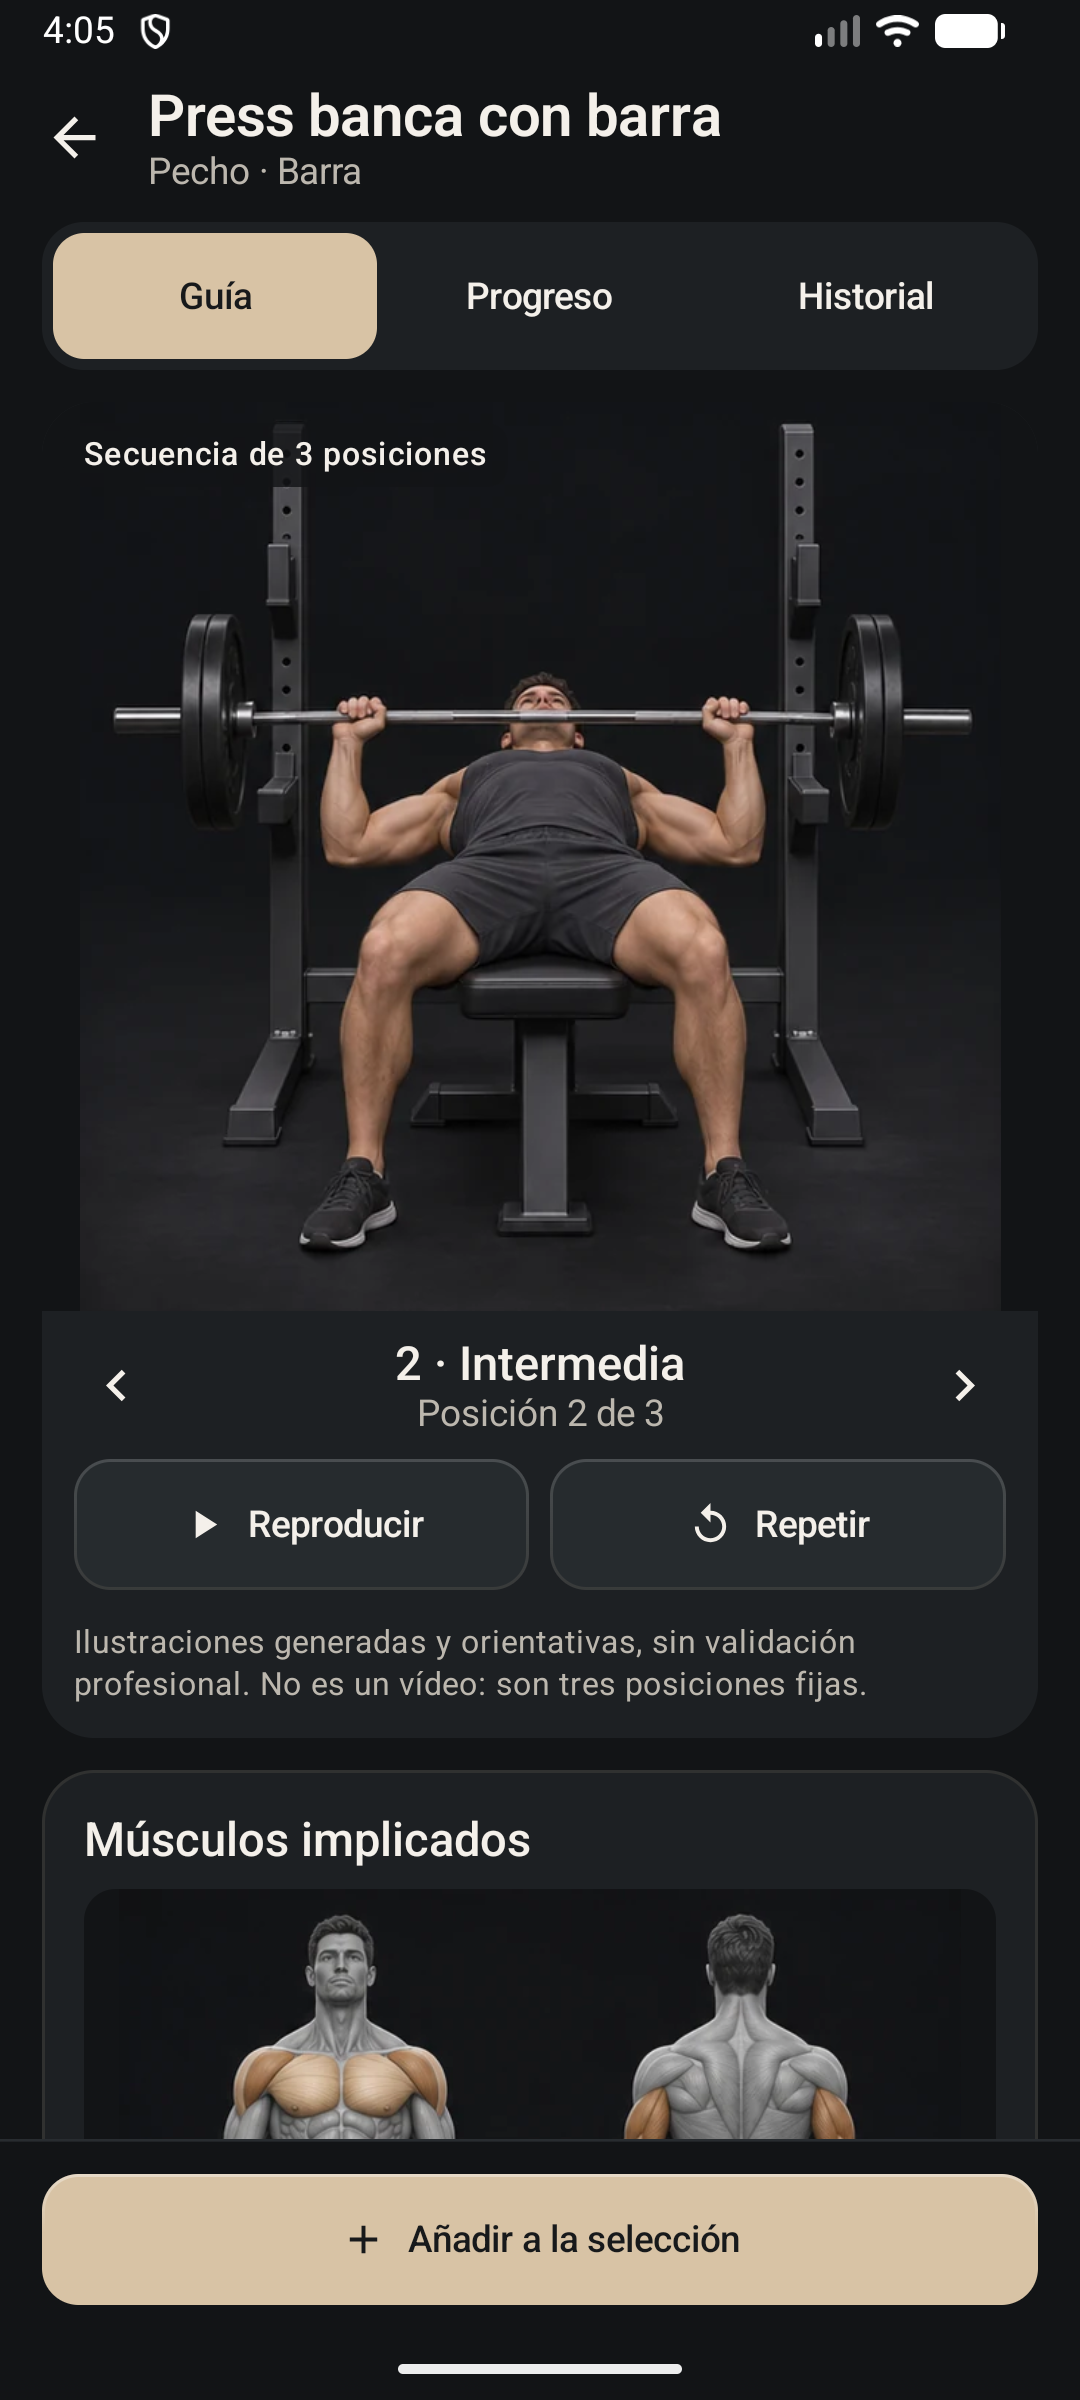 4:05
Press banca con barra
Pecho · Barra
Guía
Progreso
Historial
Secuencia de 3 posiciones
2 · Intermedia
Posición 2 de 3
Reproducir
Repetir
Ilustraciones generadas y orientativas, sin validación
profesional. No es un vídeo: son tres posiciones fijas.
Músculos implicados
Añadir a la selección